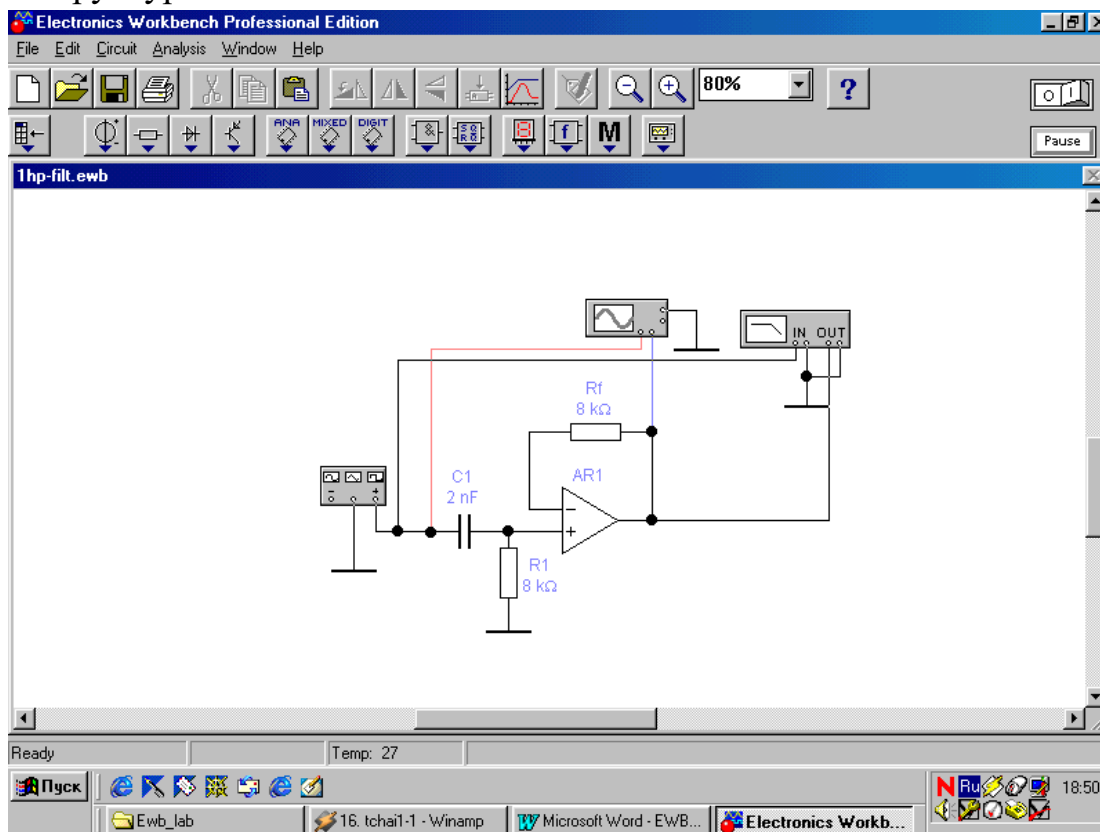 Electronics Workbench Professional Edition
File Edit Circuit Analysis Window Help
80%
?
0 1
ANA MIXED DIGIT
&
f
M
Pause
1hp-filt.ewb
IN OUT
Rf
8 kΩ
C1
2 nF
AR1
R1
8 kΩ
Ready
Temp: 27
Пуск
N
Ru
18:50
Ewb_lab
16. tchai1-1 - Winamp
Microsoft Word - EWB...
Electronics Workb...